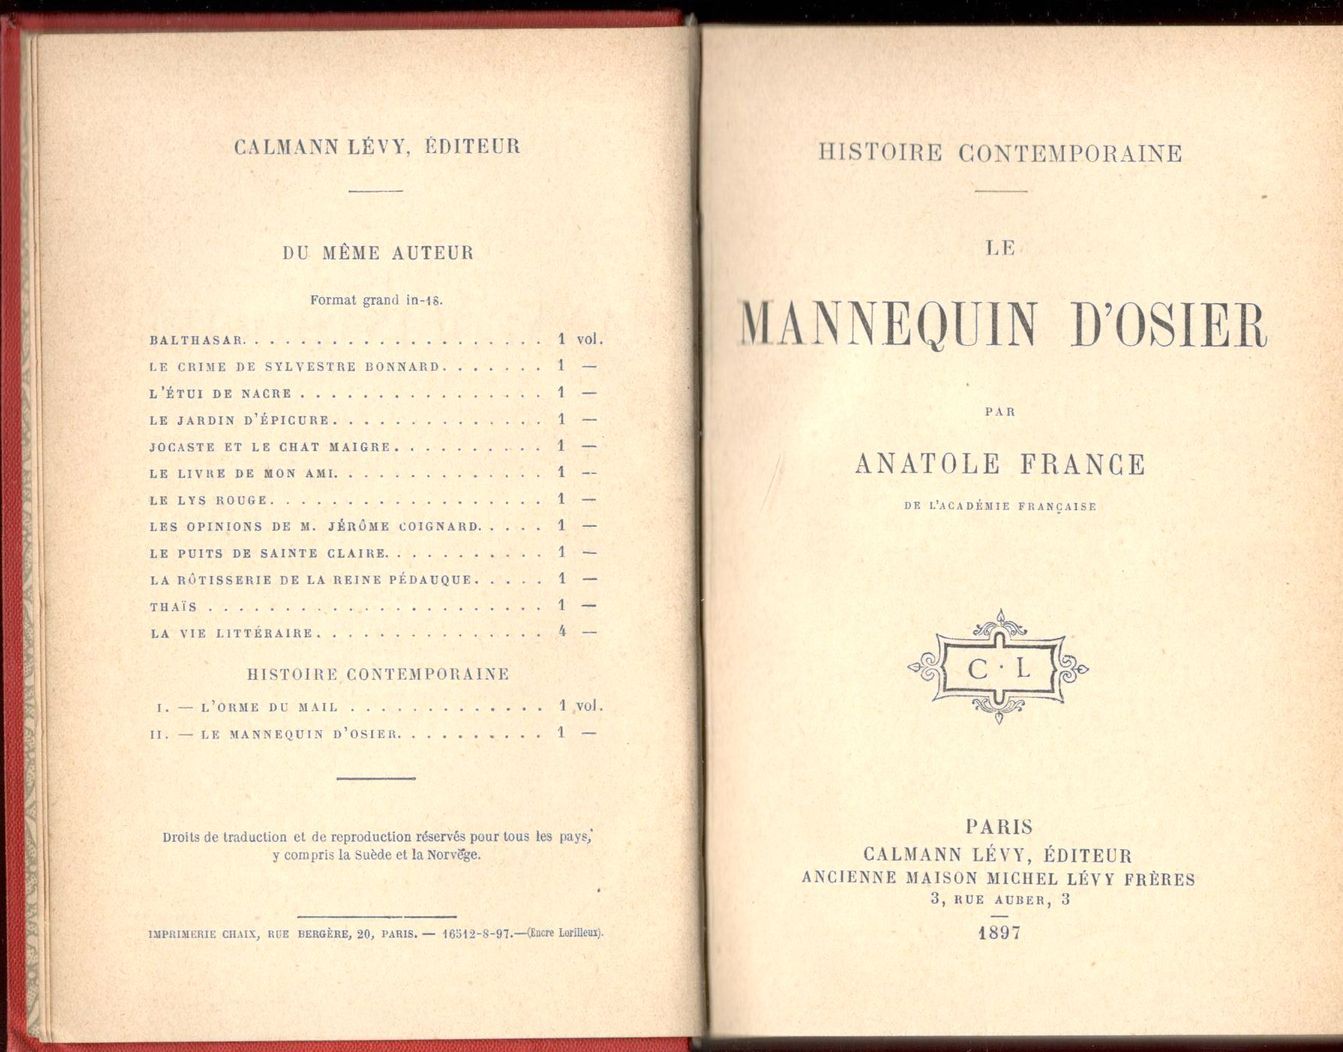 CALMANN LÉVY, ÉDITEUR
DU MÊME AUTEUR
Format grand in-18.
BALTHASAR. . . . . . . . . . . . . . . . . . . . 1 vol.
LE CRIME DE SYLVESTRE BONNARD. . . . . . . 1 —
L'ÉTUI DE NACRE . . . . . . . . . . . . . . . . 1 —
LE JARDIN D'ÉPICURE. . . . . . . . . . . . . . 1 —
JOCASTE ET LE CHAT MAIGRE. . . . . . . . . . 1 —
LE LIVRE DE MON AMI. . . . . . . . . . . . . . 1 —
LE LYS ROUGE. . . . . . . . . . . . . . . . . . 1 —
LES OPINIONS DE M. JÉRÔME COIGNARD. . . . . 1 —
LE PUITS DE SAINTE CLAIRE. . . . . . . . . . . 1 —
LA RÔTISSERIE DE LA REINE PÉDAUQUE. . . . . 1 —
THAÏS . . . . . . . . . . . . . . . . . . . . . . 1 —
LA VIE LITTÉRAIRE. . . . . . . . . . . . . . . 4 —
HISTOIRE CONTEMPORAINE
I. — L'ORME DU MAIL . . . . . . . . . . . . . 1 vol.
II. — LE MANNEQUIN D'OSIER. . . . . . . . . . 1 —
Droits de traduction et de reproduction réservés pour tous les pays,
y compris la Suède et la Norvège.
IMPRIMERIE CHAIX, RUE BERGÈRE, 20, PARIS. — 16512-8-97.—(Encre Lorilleux).
HISTOIRE CONTEMPORAINE
LE
MANNEQUIN D'OSIER
PAR
ANATOLE FRANCE
DE L'ACADÉMIE FRANÇAISE
C · L
PARIS
CALMANN LÉVY, ÉDITEUR
ANCIENNE MAISON MICHEL LÉVY FRÈRES
3, RUE AUBER, 3
1897